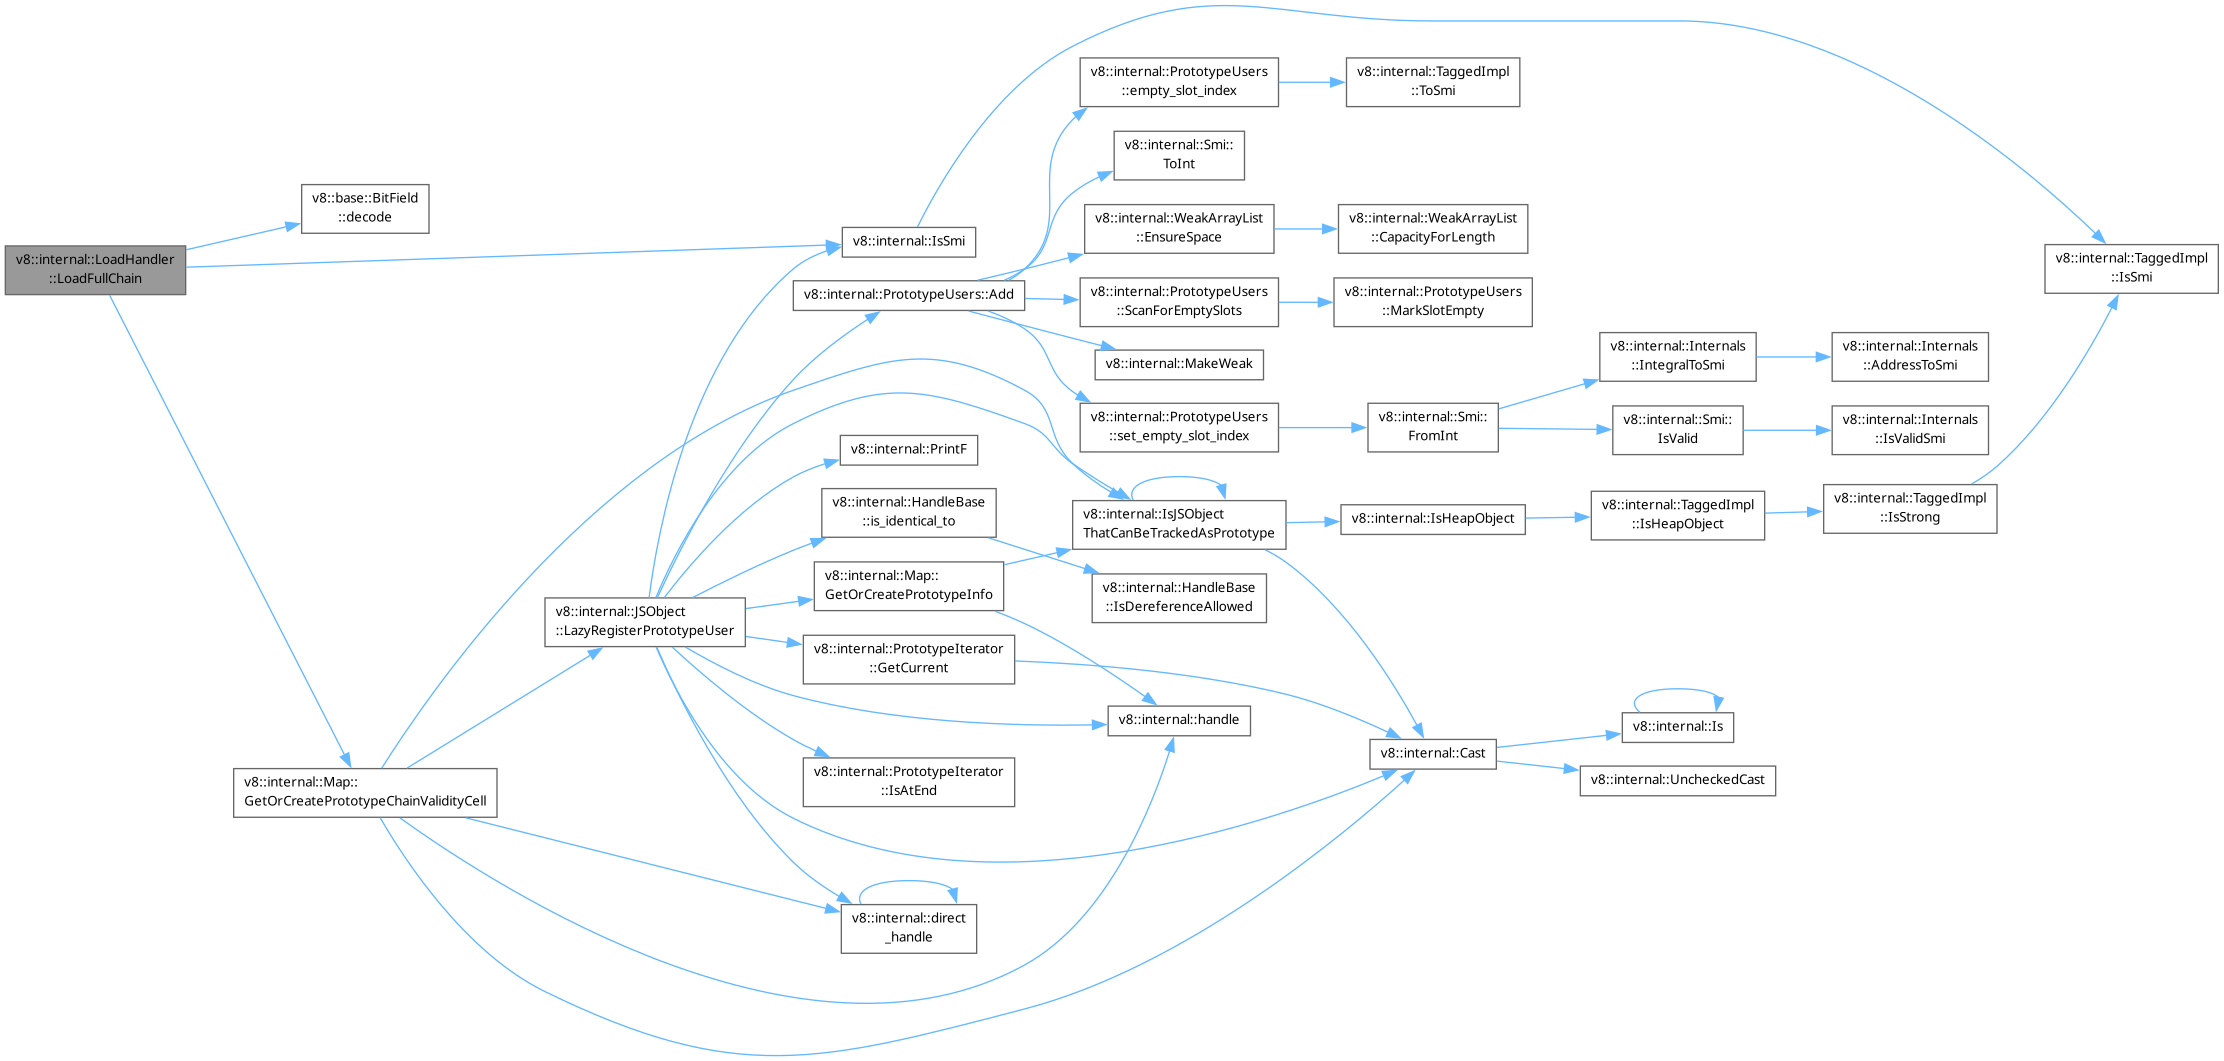 v8::internal::LoadHandler
::LoadFullChain
v8::base::BitField
::decode
v8::internal::IsSmi
v8::internal::TaggedImpl
::IsSmi
v8::internal::Map::
GetOrCreatePrototypeChainValidityCell
v8::internal::JSObject
::LazyRegisterPrototypeUser
v8::internal::PrototypeUsers::Add
v8::internal::PrototypeUsers
::empty_slot_index
v8::internal::TaggedImpl
::ToSmi
v8::internal::Smi::
ToInt
v8::internal::WeakArrayList
::EnsureSpace
v8::internal::WeakArrayList
::CapacityForLength
v8::internal::PrototypeUsers
::ScanForEmptySlots
v8::internal::PrototypeUsers
::MarkSlotEmpty
v8::internal::MakeWeak
v8::internal::PrototypeUsers
::set_empty_slot_index
v8::internal::Smi::
FromInt
v8::internal::Internals
::IntegralToSmi
v8::internal::Internals
::AddressToSmi
v8::internal::Smi::
IsValid
v8::internal::Internals
::IsValidSmi
v8::internal::PrintF
v8::internal::HandleBase
::is_identical_to
v8::internal::HandleBase
::IsDereferenceAllowed
v8::internal::IsJSObject
ThatCanBeTrackedAsPrototype
v8::internal::IsHeapObject
v8::internal::TaggedImpl
::IsHeapObject
v8::internal::TaggedImpl
::IsStrong
v8::internal::Map::
GetOrCreatePrototypeInfo
v8::internal::PrototypeIterator
::GetCurrent
v8::internal::handle
v8::internal::PrototypeIterator
::IsAtEnd
v8::internal::Cast
v8::internal::Is
v8::internal::UncheckedCast
v8::internal::direct
_handle